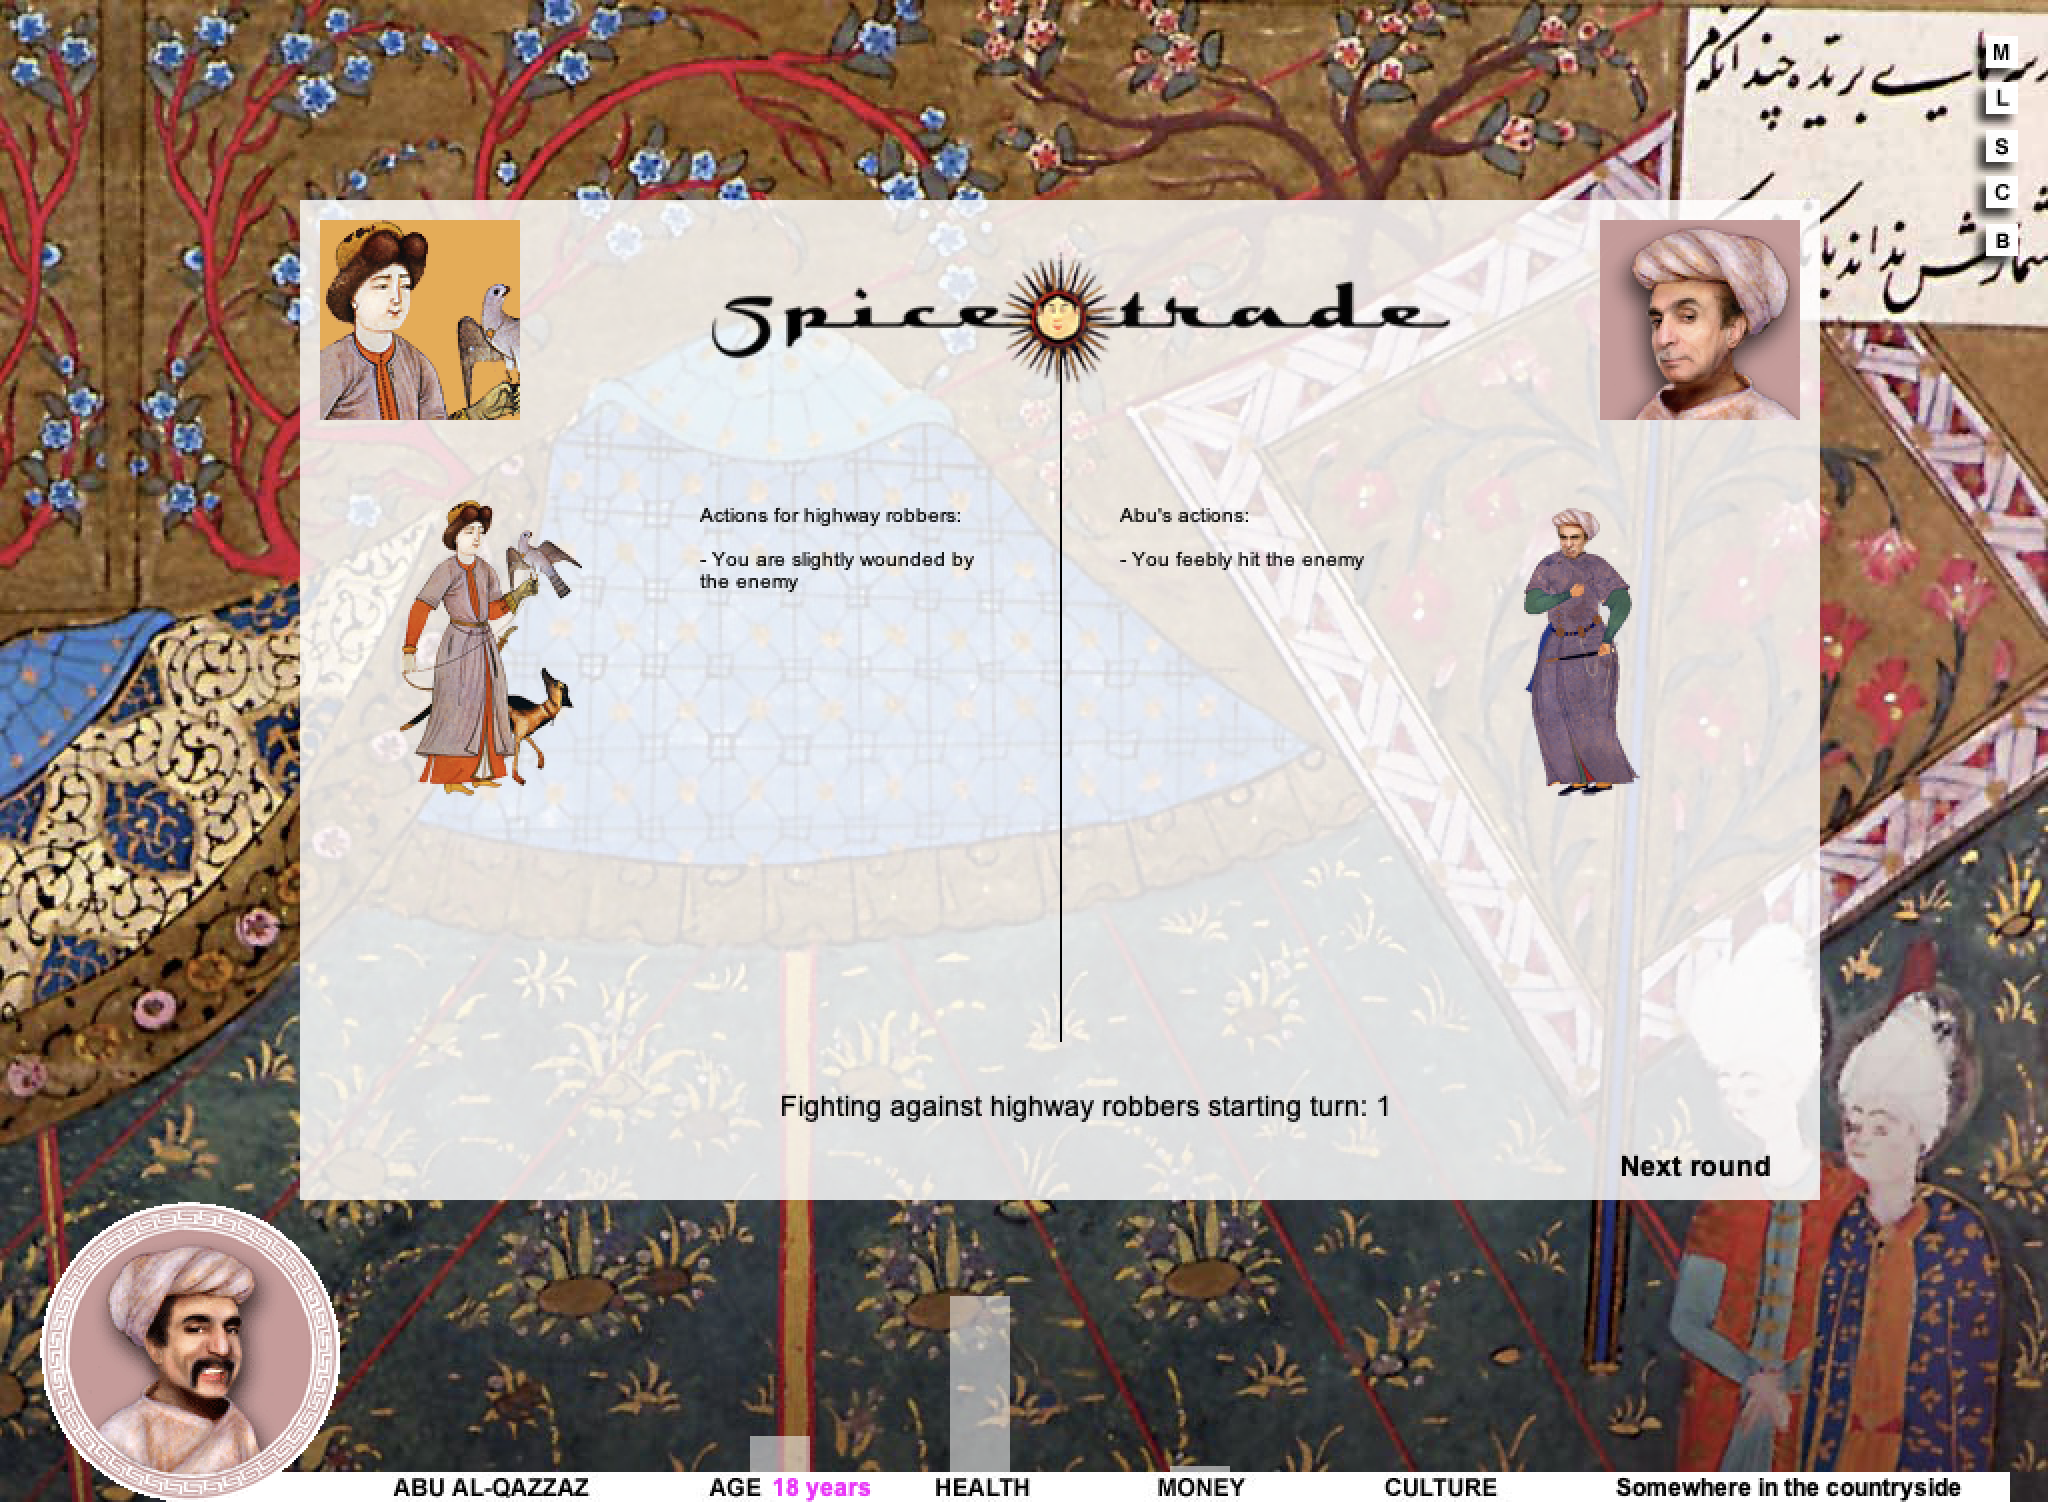 M
L
S
C
B
Spice trade
Actions for highway robbers:
- You are slightly wounded by
the enemy
Abu's actions:
- You feebly hit the enemy
Fighting against highway robbers starting turn: 1
Next round
ABU AL-QAZZAZ AGE 18 years HEALTH MONEY CULTURE Somewhere in the countryside